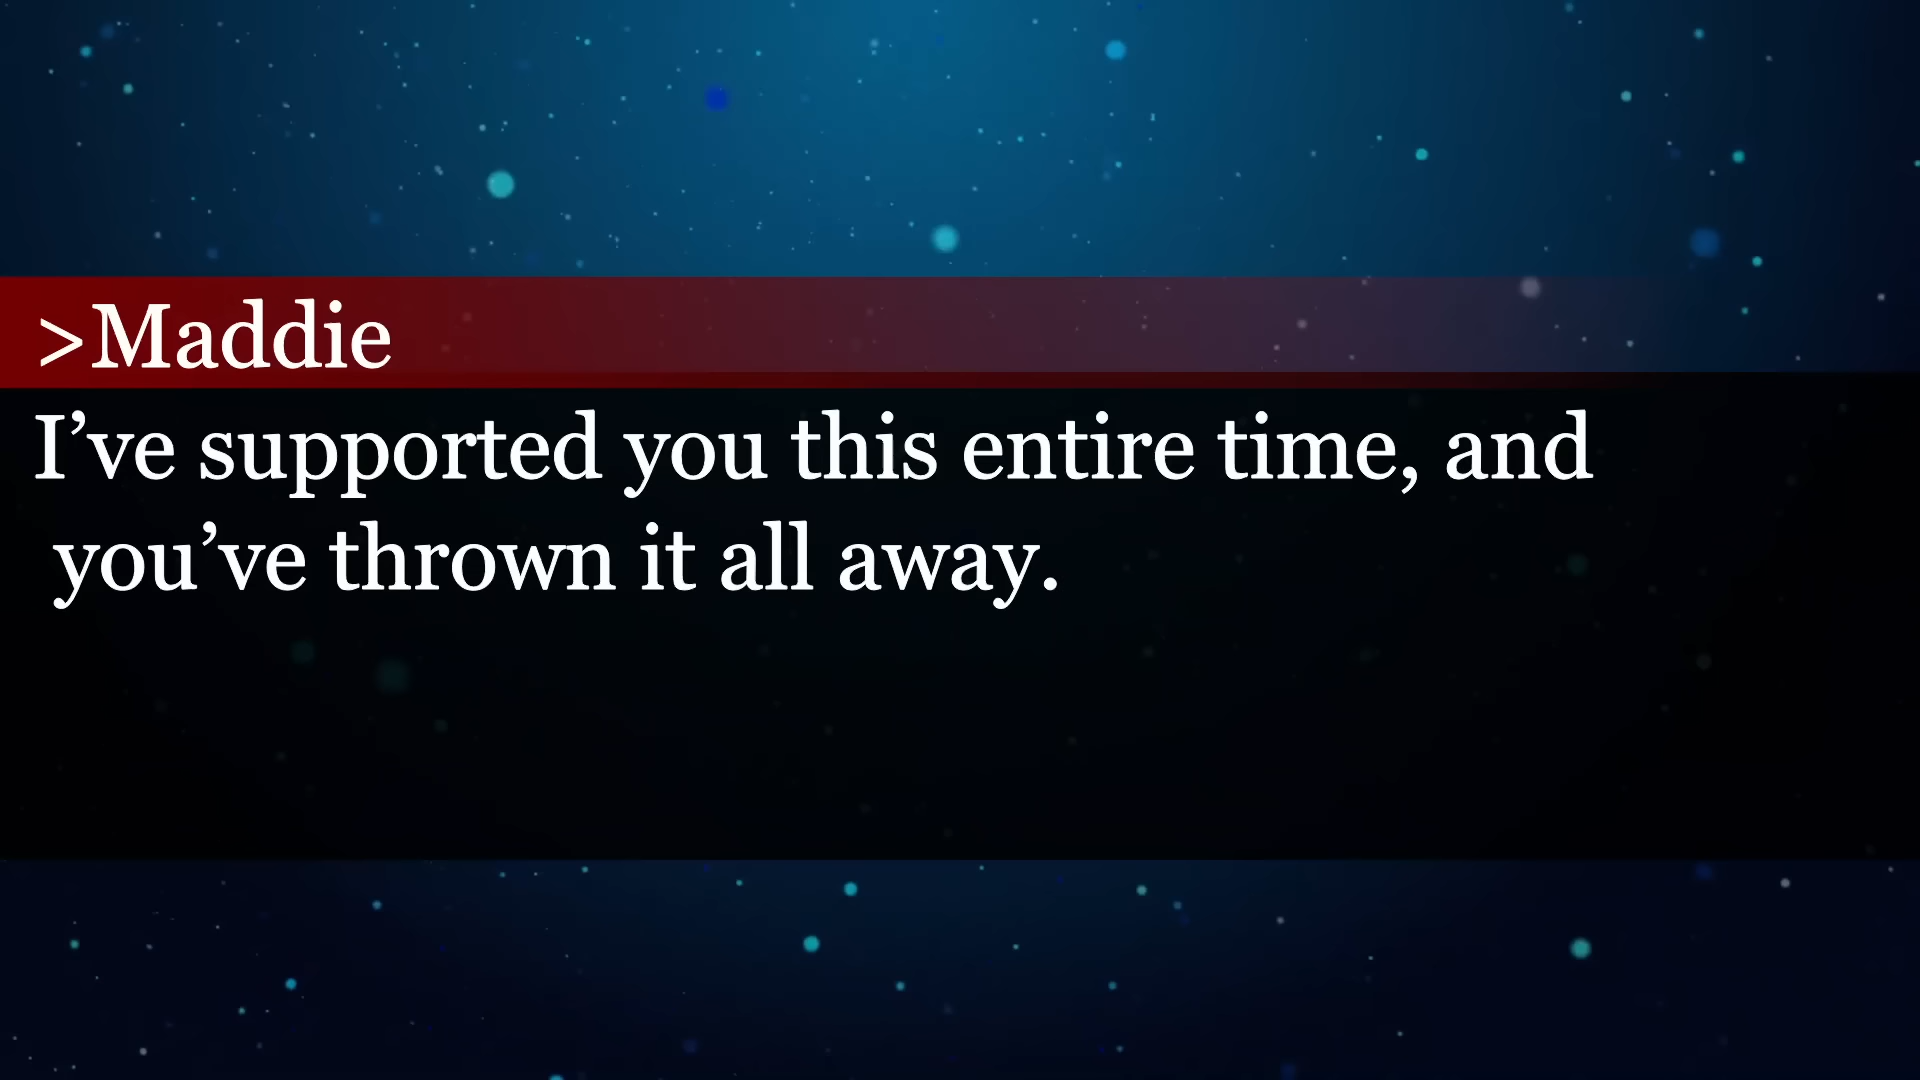 >Maddie
I’ve supported you this entire time, and
you’ve thrown it all away.